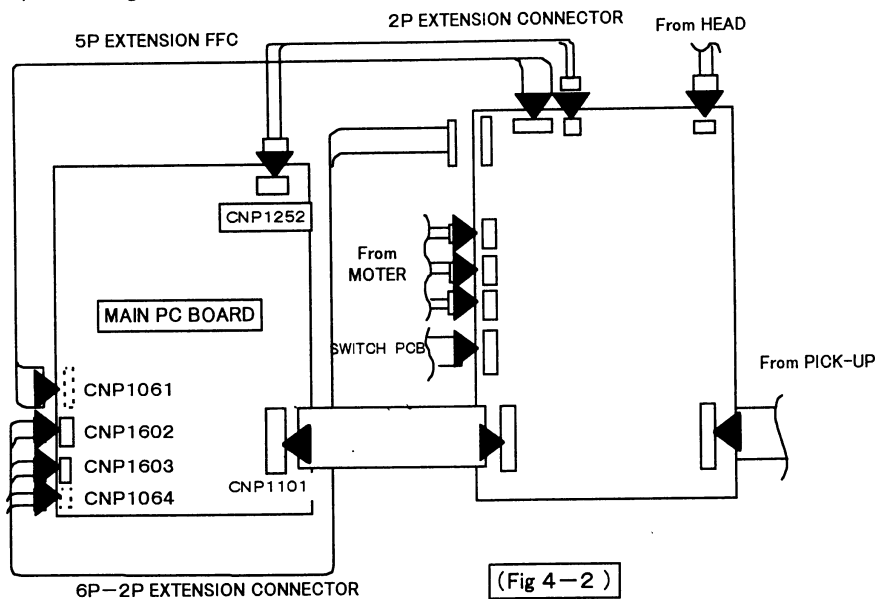 2P EXTENSION CONNECTOR
From HEAD
5P EXTENSION FFC
CNP1252
From
MOTER
MAIN PC BOARD
SWITCH PCB
From PICK-UP
CNP1061
CNP1602
CNP1603
CNP1064
CNP1101
6P-2P EXTENSION CONNECTOR
(Fig 4-2)